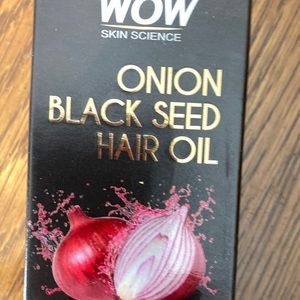 WOW
SKIN SCIENCE
ONION
BLACK SEED
HAIR OIL